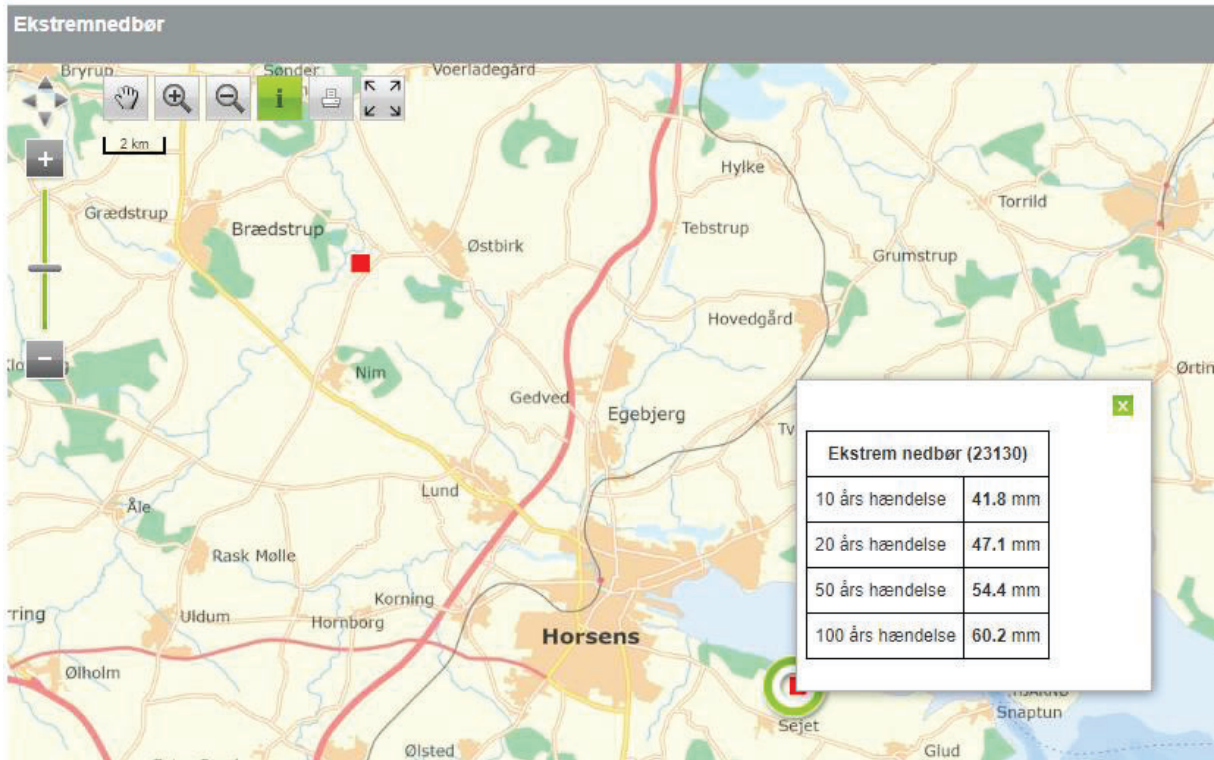 Ekstremnedbør
Bryrup
Sønder
Voerladegård
i
2 km
+
Hylke
Grædstrup
Torrild
Brædstrup
Østbirk
Tebstrup
Grumstrup
Hovedgård
−
Nim
Ørtin
Gedved
Egebjerg
x
Tv
Ekstrem nedbør (23130)
10 års hændelse 41.8 mm
20 års hændelse 47.1 mm
50 års hændelse 54.4 mm
100 års hændelse 60.2 mm
Lund
Åle
Rask Mølle
Korning
rring
Uldum
Hornborg
Horsens
Ølholm
Snaptun
Sejet
Ølsted
Glud